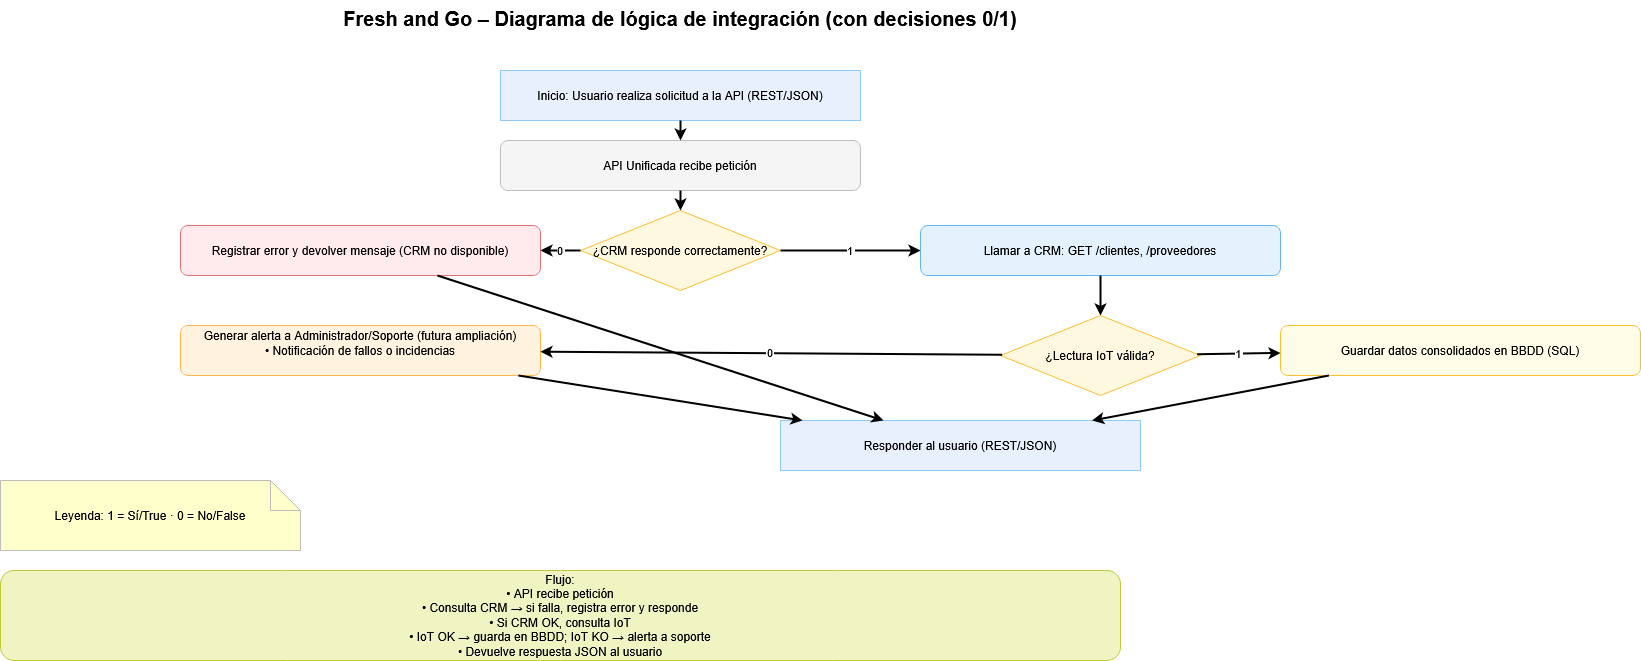 Fresh and Go – Diagrama de lógica de integración (con decisiones 0/1)
Inicio: Usuario realiza solicitud a la API (REST/JSON)
API Unificada recibe petición
Registrar error y devolver mensaje (CRM no disponible)
0
¿CRM responde correctamente?
1
Llamar a CRM: GET /clientes, /proveedores
Generar alerta a Administrador/Soporte (futura ampliación)
• Notificación de fallos o incidencias
0
¿Lectura IoT válida?
1
Guardar datos consolidados en BBDD (SQL)
Responder al usuario (REST/JSON)
Leyenda: 1 = Sí/True · 0 = No/False
Flujo:
• API recibe petición
• Consulta CRM → si falla, registra error y responde
• Si CRM OK, consulta IoT
• IoT OK → guarda en BBDD; IoT KO → alerta a soporte
• Devuelve respuesta JSON al usuario